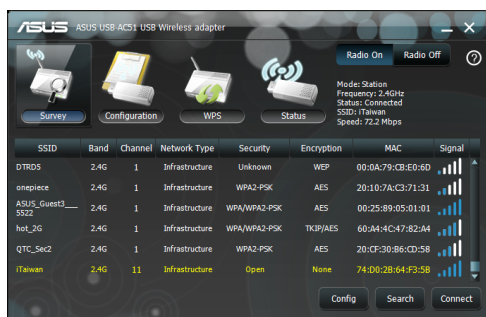 ASUS ASUS USB-AC51 USB Wireless adapter
Radio On Radio Off
?
Mode: Station
Frequency: 2.4GHz
Status: Connected
SSID: iTaiwan
Speed: 72.2 Mbps
Survey Configuration WPS Status
SSID Band Channel Network Type Security Encryption MAC Signal
DTRD5 2.4G 1 Infrastructure Unknown WEP 00:0A:79:CB:E0:6D
onepiece 2.4G 1 Infrastructure WPA2-PSK AES 20:10:7A:C3:71:31
ASUS_Guest3__
5522 2.4G 1 Infrastructure WPA/WPA2-PSK AES 00:25:89:05:01:01
hot_2G 2.4G 1 Infrastructure WPA/WPA2-PSK TKIP/AES 60:A4:4C:47:82:A4
QTC_Sec2 2.4G 1 Infrastructure WPA2-PSK AES 20:CF:30:B6:CD:58
iTaiwan 2.4G 11 Infrastructure Open None 74:D0:2B:64:F3:5B
Config Search Connect